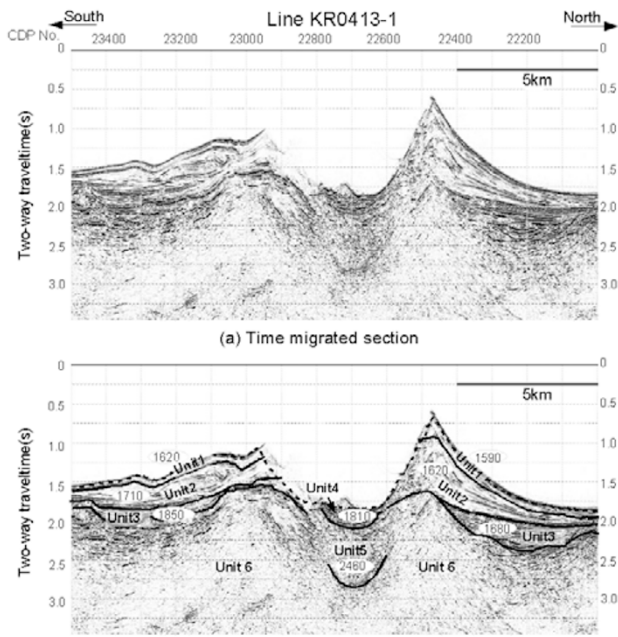 South Line KR0413-1 North
CDP No. 23400 23200 23000 22800 22600 22400 22200
0 0
5km
0.5 0.5
1.0 1.0
Two-way traveltime(s)
1.5 1.5
2.0 2.0
2.5 2.5
3.0 3.0
(a) Time migrated section
0 0
5km
0.5 0.5
1.0 1.0
Two-way traveltime(s)
1620 Unit1 Unit1 1590
1620
1.5 1.5
1710 Unit2 Unit4 Unit2
Unit3 1850 1810 1680
2.0 2.0
Unit5 Unit3
2.5 2.5
Unit 6 2460 Unit 6
3.0 3.0